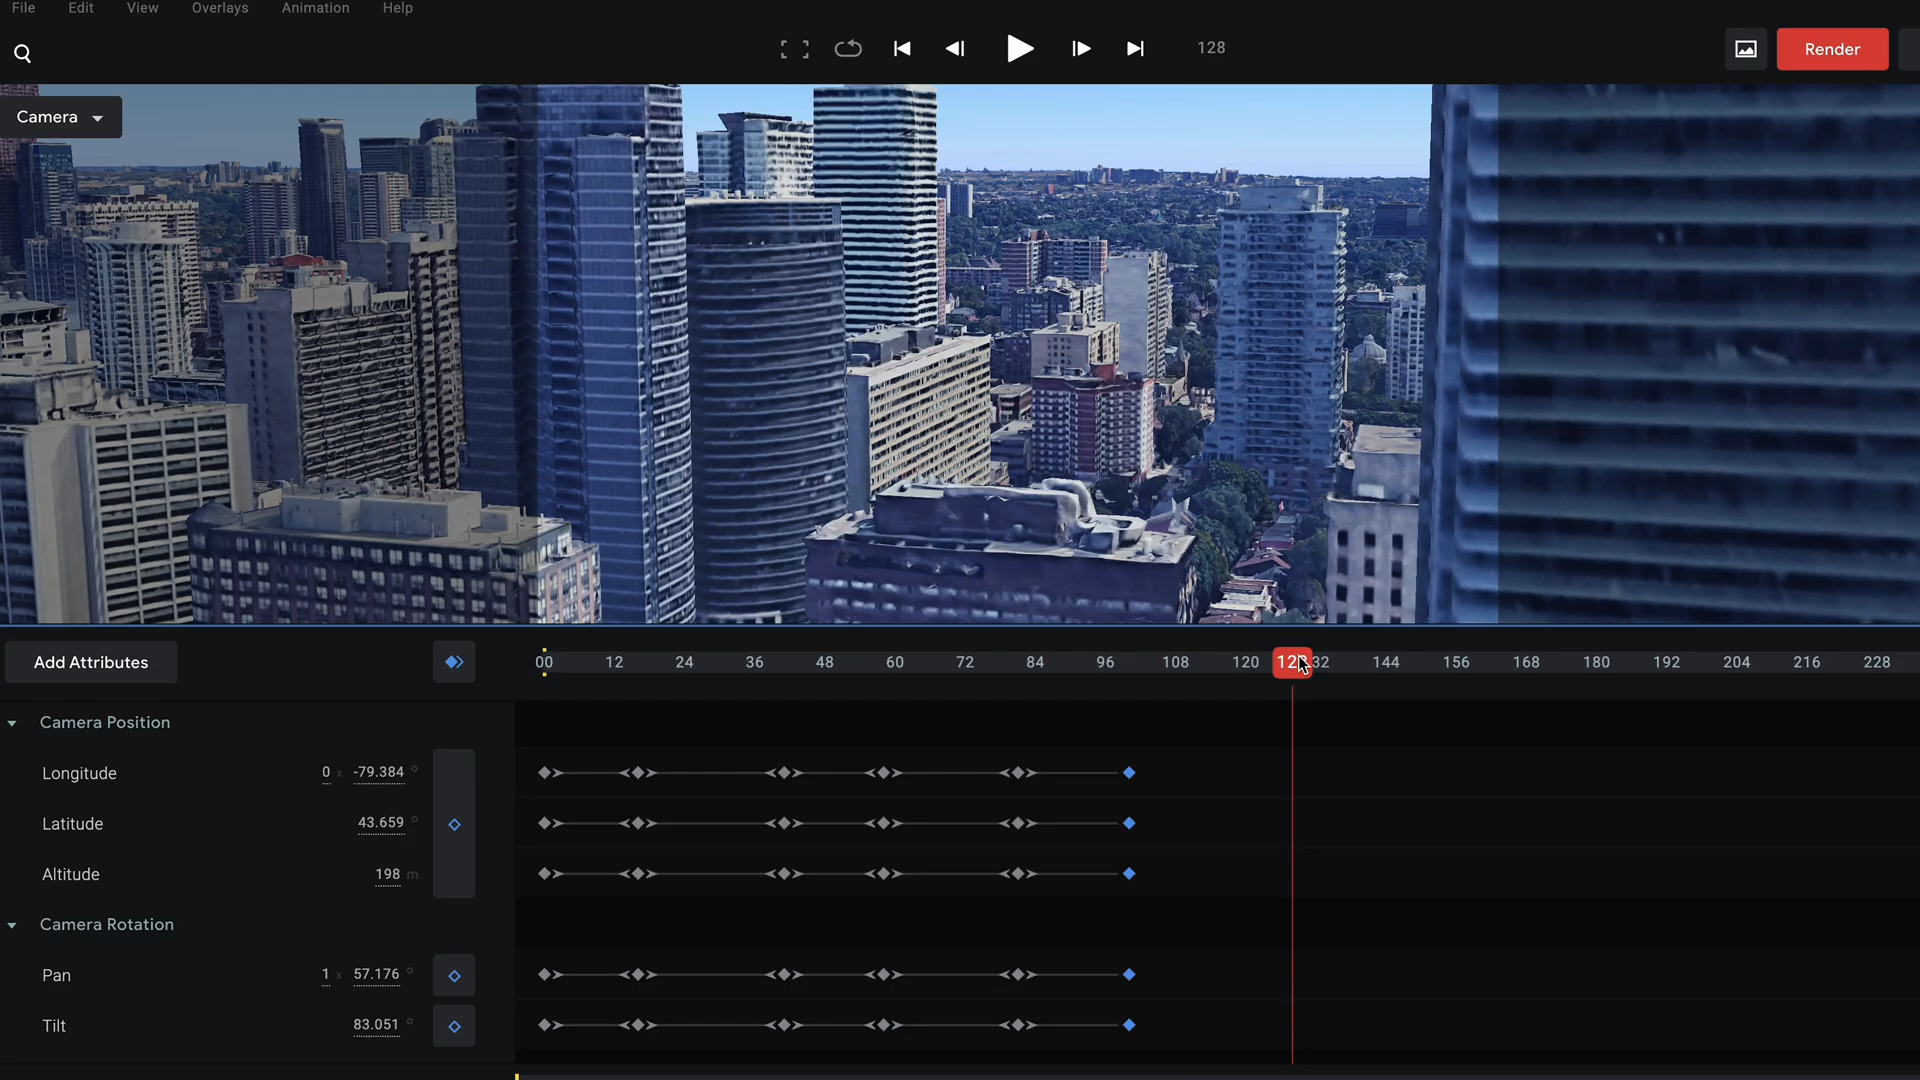 File Edit View Overlays Animation Help
128
Render
Camera
Add Attributes
00 12 24 36 48 60 72 84 96 108 120 128 132 144 156 168 180 192 204 216 228
Camera Position
Longitude 0 x -79.384 °
Latitude 43.659 °
Altitude 198 m
Camera Rotation
Pan 1 x 57.176 °
Tilt 83.051 °